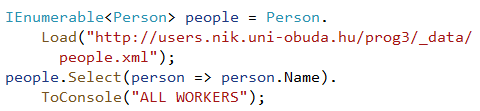 IEnumerable<Person> people = Person.
Load("http://users.nik.uni-obuda.hu/prog3/_data/
people.xml");
people.Select(person => person.Name).
ToConsole("ALL WORKERS");